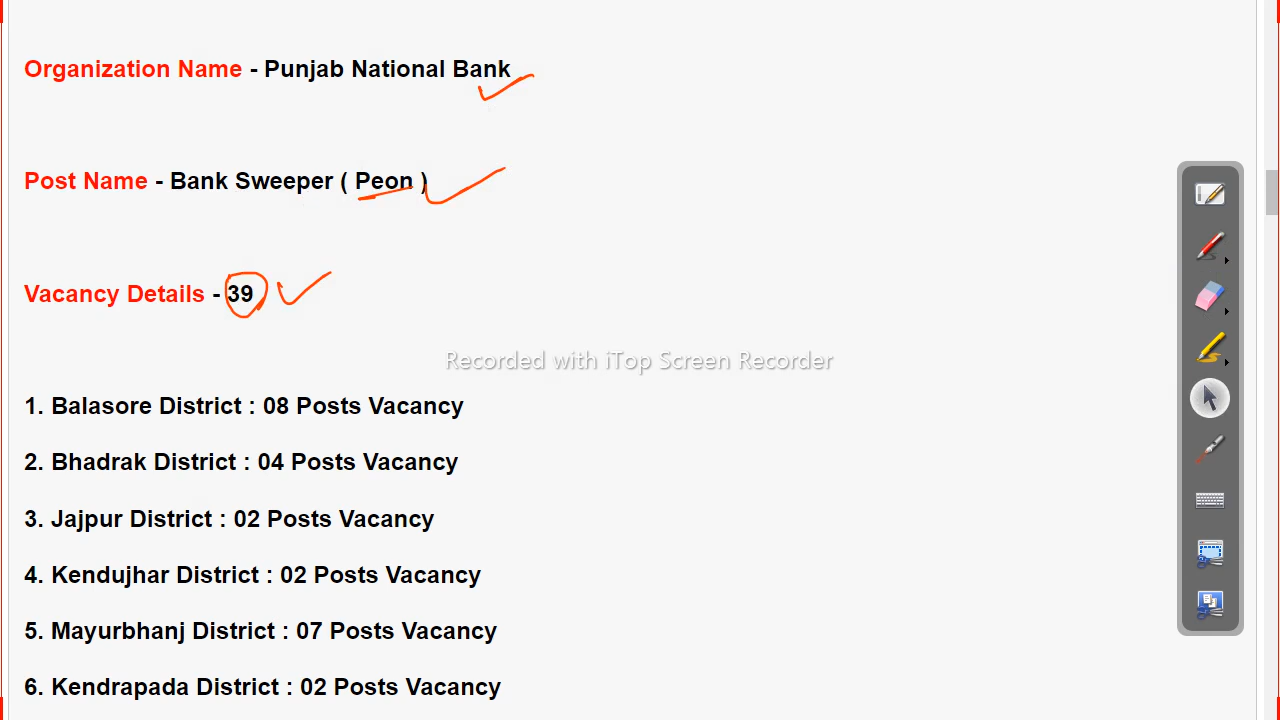 Organization Name - Punjab National Bank
Post Name - Bank Sweeper ( Peon )
Vacancy Details - 39
Recorded with iTop Screen Recorder
1. Balasore District : 08 Posts Vacancy
2. Bhadrak District : 04 Posts Vacancy
3. Jajpur District : 02 Posts Vacancy
4. Kendujhar District : 02 Posts Vacancy
5. Mayurbhanj District : 07 Posts Vacancy
6. Kendrapada District : 02 Posts Vacancy